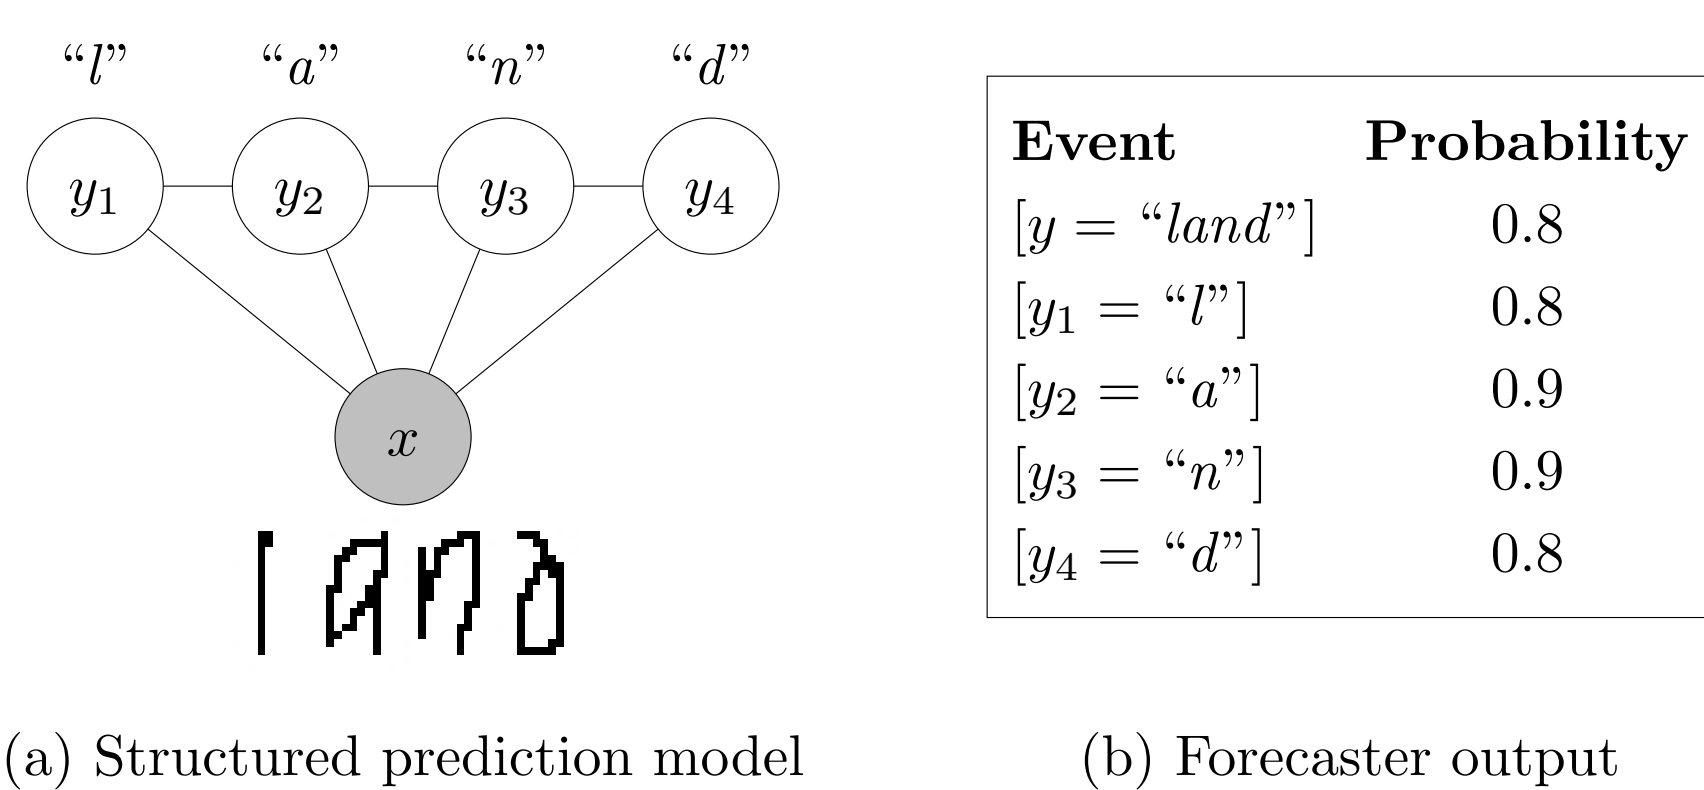 “l” “a” “n” “d”
y₁ y₂ y₃ y₄
x
land
(a) Structured prediction model
Event Probability
[y = “land”] 0.8
[y₁ = “l”] 0.8
[y₂ = “a”] 0.9
[y₃ = “n”] 0.9
[y₄ = “d”] 0.8
(b) Forecaster output